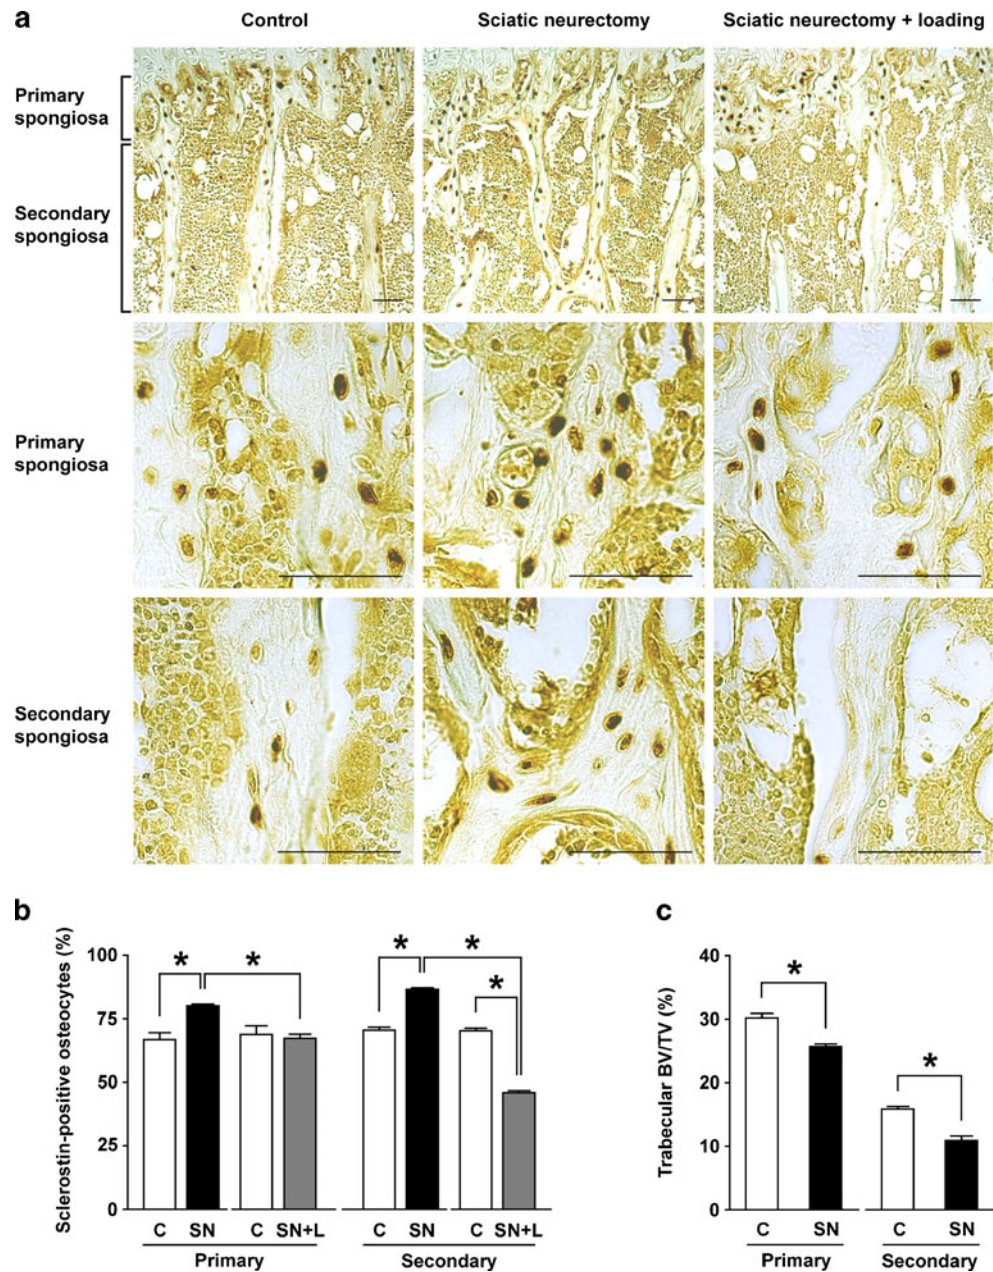 a
Control
Sciatic neurectomy
Sciatic neurectomy + loading
Primary
spongiosa
Secondary
spongiosa
Primary
spongiosa
Secondary
spongiosa
b
Sclerostin-positive osteocytes (%)
100
75
50
25
0
* * * * *
C SN C SN+L C SN C SN+L
Primary Secondary
c
Trabecular BV/TV (%)
40
30
20
10
0
* *
C SN C SN
Primary Secondary